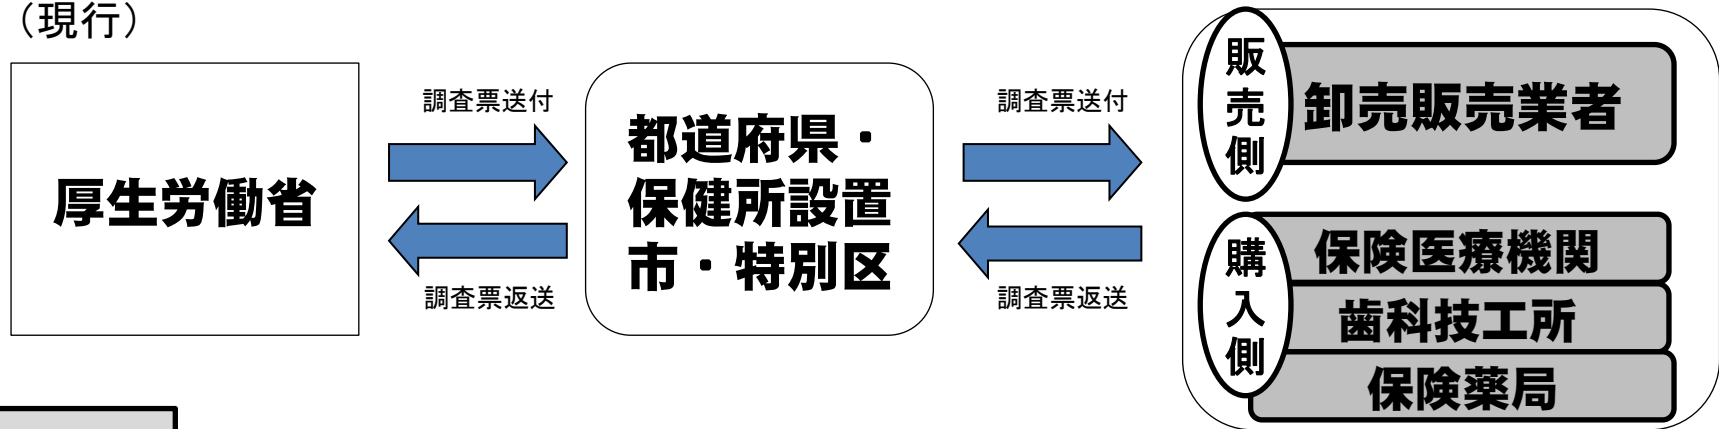 （現行）
厚生労働省
調査票送付
調査票返送
都道府県・
保健所設置
市・特別区
調査票送付
調査票返送
販売側
卸売販売業者
購入側
保険医療機関
歯科技工所
保険薬局